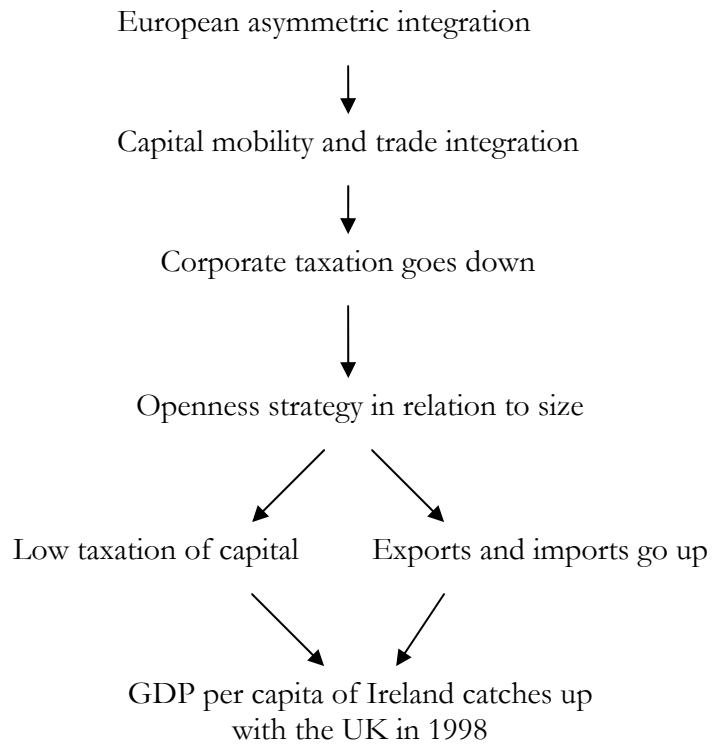 European asymmetric integration
Capital mobility and trade integration
Corporate taxation goes down
Openness strategy in relation to size
Low taxation of capital
Exports and imports go up
GDP per capita of Ireland catches up
with the UK in 1998